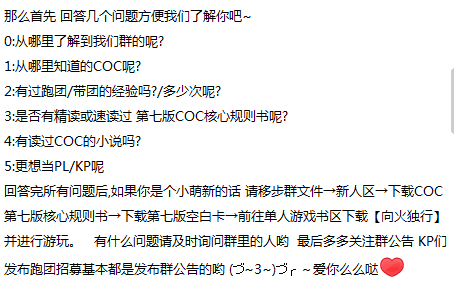 那么首先 回答几个问题方便我们了解你吧~
0:从哪里了解到我们群的呢?
1:从哪里知道的COC呢?
2:有过跑团/带团的经验吗?/多少次呢?
3:是否有精读或速读过 第七版COC核心规则书呢?
4:有读过COC的小说吗?
5:更想当PL/KP呢
回答完所有问题后,如果你是个小萌新的话 请移步群文件→新人区→下载COC
第七版核心规则书→下载第七版空白卡→前往单人游戏书区下载【向火独行】
并进行游玩。 有什么问题请及时询问群里的人哟 最后多多关注群公告 KP们
发布跑团招募基本都是发布群公告的哟 (づ~3~)づ╭～爱你么么哒